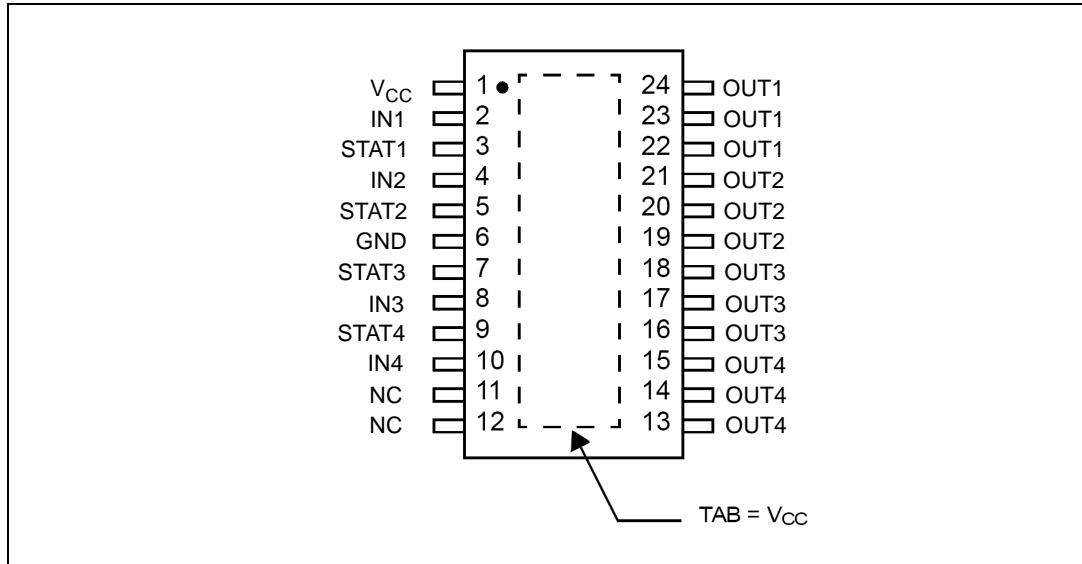 VCC 1 24 OUT1
IN1 2 23 OUT1
STAT1 3 22 OUT1
IN2 4 21 OUT2
STAT2 5 20 OUT2
GND 6 19 OUT2
STAT3 7 18 OUT3
IN3 8 17 OUT3
STAT4 9 16 OUT3
IN4 10 15 OUT4
NC 11 14 OUT4
NC 12 13 OUT4
TAB = VCC